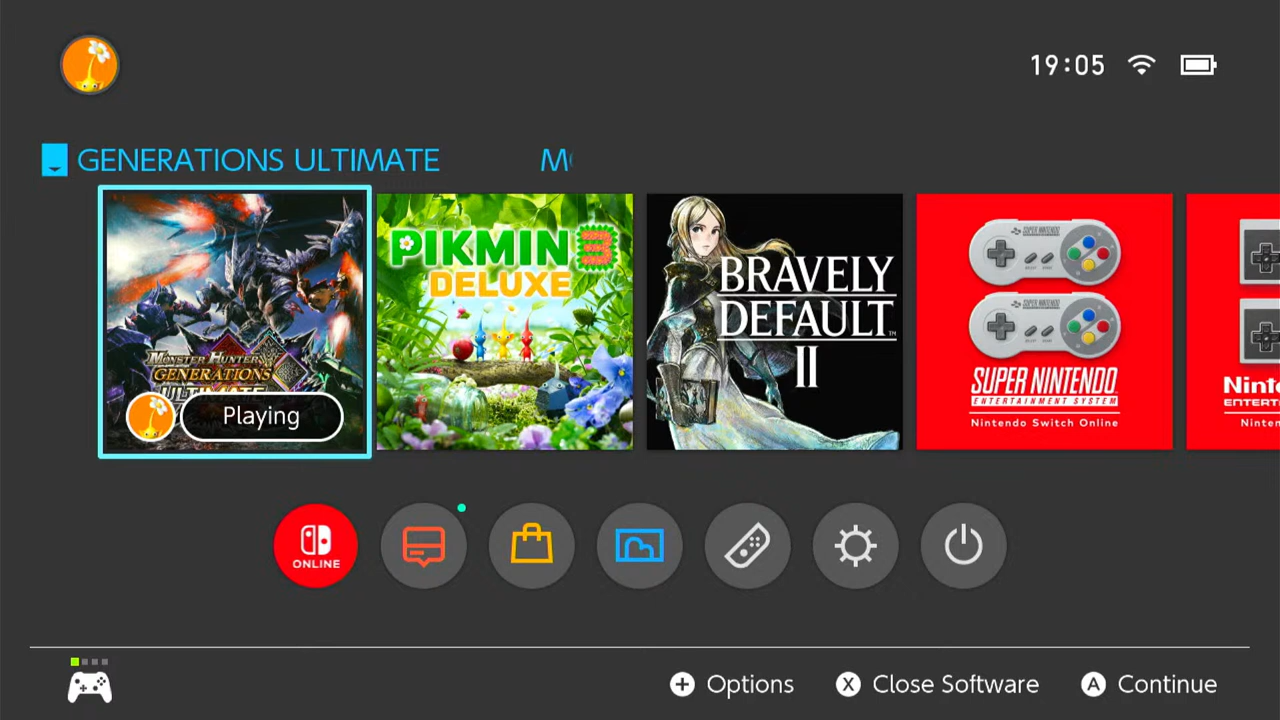 19:05
GENERATIONS ULTIMATE
MONSTER HUNTER
GENERATIONS
ULTIMATE
Playing
PIKMIN 3
DELUXE
BRAVELY
DEFAULT
II
SUPER NINTENDO
ENTERTAINMENT SYSTEM
Nintendo Switch Online
ONLINE
+ Options
X Close Software
A Continue